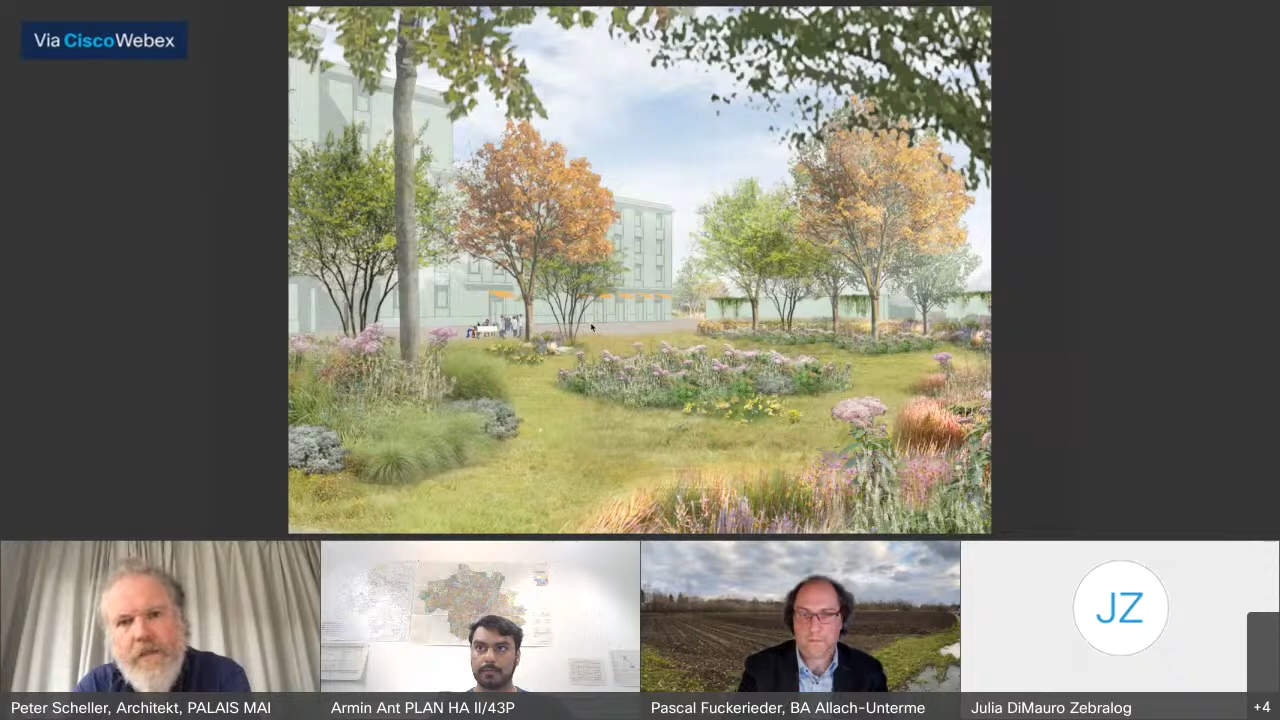 Via CiscoWebex
Peter Scheller, Architekt, PALAIS MAI
Armin Ant PLAN HA II/43P
Pascal Fuckerieder, BA Allach-Unterme
JZ
Julia DiMauro Zebralog
+4